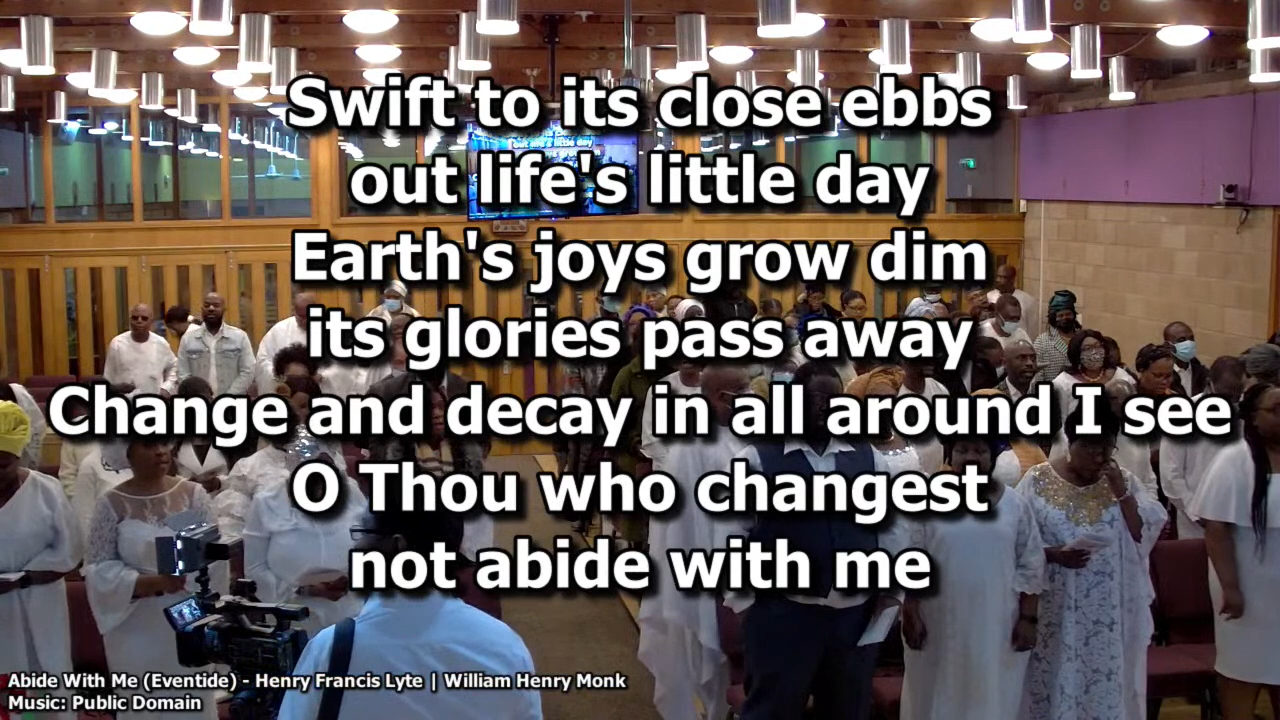 Swift to its close ebbs
out life's little day
Earth's joys grow dim
its glories pass away
Change and decay in all around I see
O Thou who changest
not abide with me
Abide With Me (Eventide) - Henry Francis Lyte | William Henry Monk
Music: Public Domain